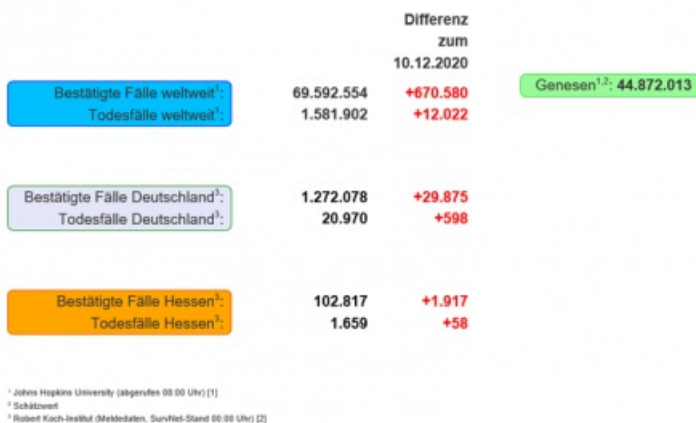 Differenz
zum
10.12.2020
Bestätigte Fälle weltweit¹: 69.592.554 +670.580 Genesen¹,²: 44.872.013
Todesfälle weltweit¹: 1.581.902 +12.022
Bestätigte Fälle Deutschland³: 1.272.078 +29.875
Todesfälle Deutschland³: 20.970 +598
Bestätigte Fälle Hessen³: 102.817 +1.917
Todesfälle Hessen³: 1.659 +58
¹ Johns Hopkins University (abgerufen 08:00 Uhr) [1]
² Schätzwert
³ Robert Koch-Institut (Meldedaten, SurvNet-Stand 00:00 Uhr) [2]